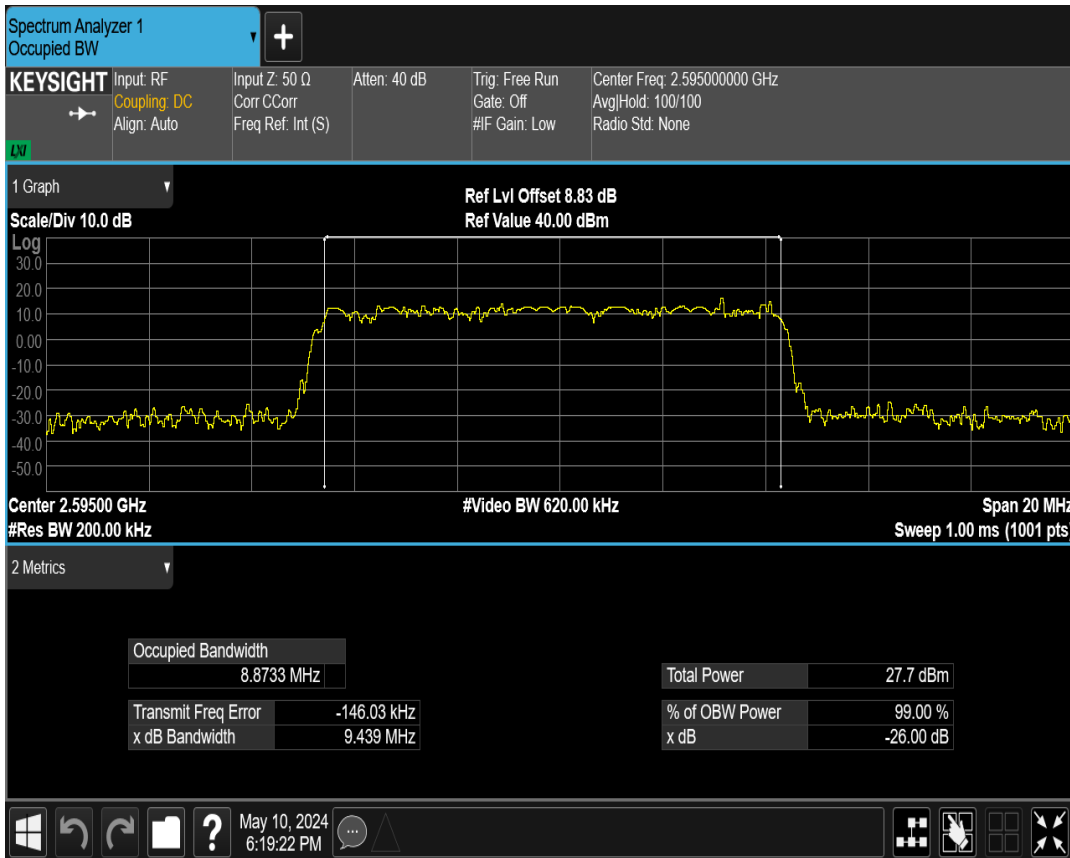 Spectrum Analyzer 1
Occupied BW
+
KEYSIGHT
LXI
Input: RF
Coupling: DC
Align: Auto
Input Z: 50 Ω
Corr CCorr
Freq Ref: Int (S)
Atten: 40 dB
Trig: Free Run
Gate: Off
#IF Gain: Low
Center Freq: 2.595000000 GHz
Avg|Hold: 100/100
Radio Std: None
1 Graph
Scale/Div 10.0 dB
Ref Lvl Offset 8.83 dB
Ref Value 40.00 dBm
Log
30.0
20.0
10.0
0.00
-10.0
-20.0
-30.0
-40.0
-50.0
Center 2.59500 GHz
#Video BW 620.00 kHz
Span 20 MHz
#Res BW 200.00 kHz
Sweep 1.00 ms (1001 pts)
2 Metrics
Occupied Bandwidth
8.8733 MHz
Total Power 27.7 dBm
Transmit Freq Error -146.03 kHz
% of OBW Power 99.00 %
x dB Bandwidth 9.439 MHz
x dB -26.00 dB
?
May 10, 2024
6:19:22 PM